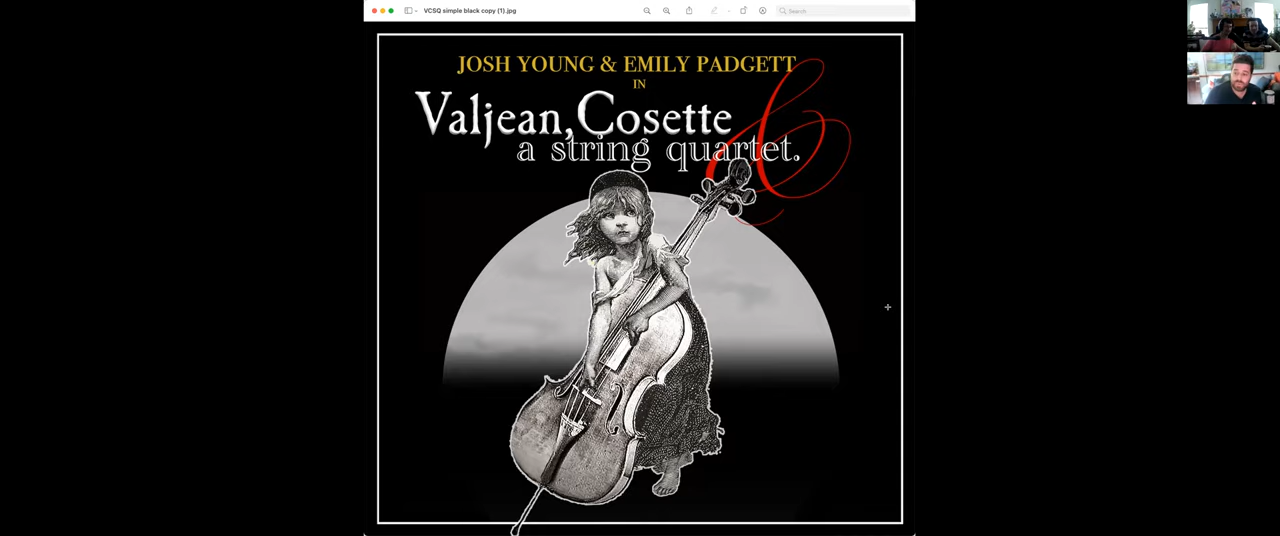 VCSQ simple black copy (1).jpg
Search
JOSH YOUNG & EMILY PADGETT
IN
Valjean, Cosette &
a string quartet.